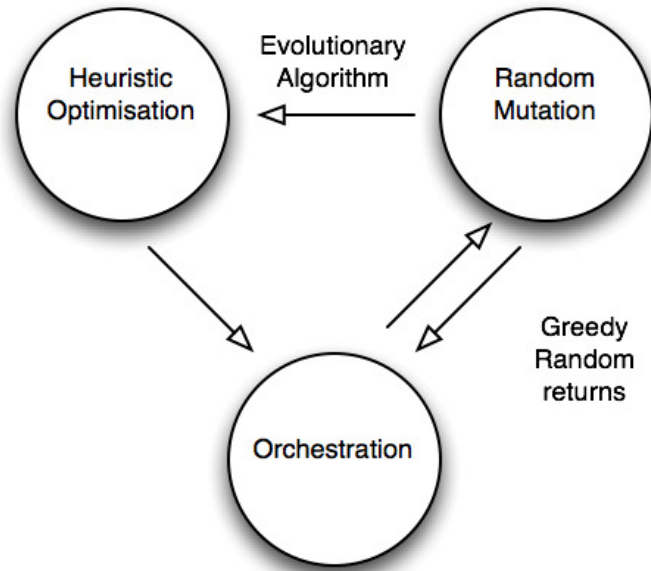 Heuristic
Optimisation
Evolutionary
Algorithm
Random
Mutation
Greedy
Random
returns
Orchestration